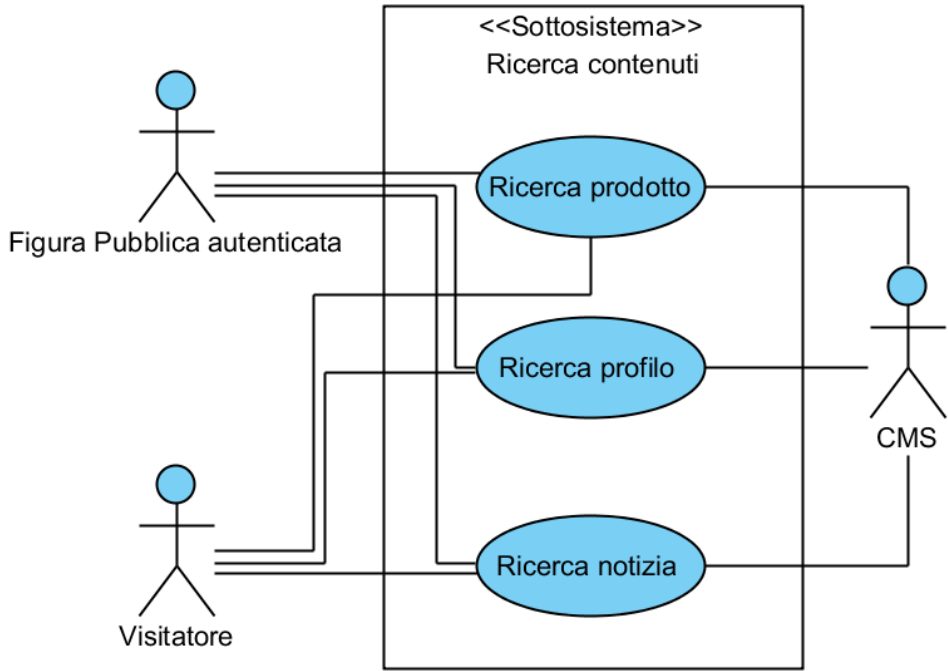 <<Sottosistema>>
Ricerca contenuti
Ricerca prodotto
Figura Pubblica autenticata
Ricerca profilo
CMS
Ricerca notizia
Visitatore